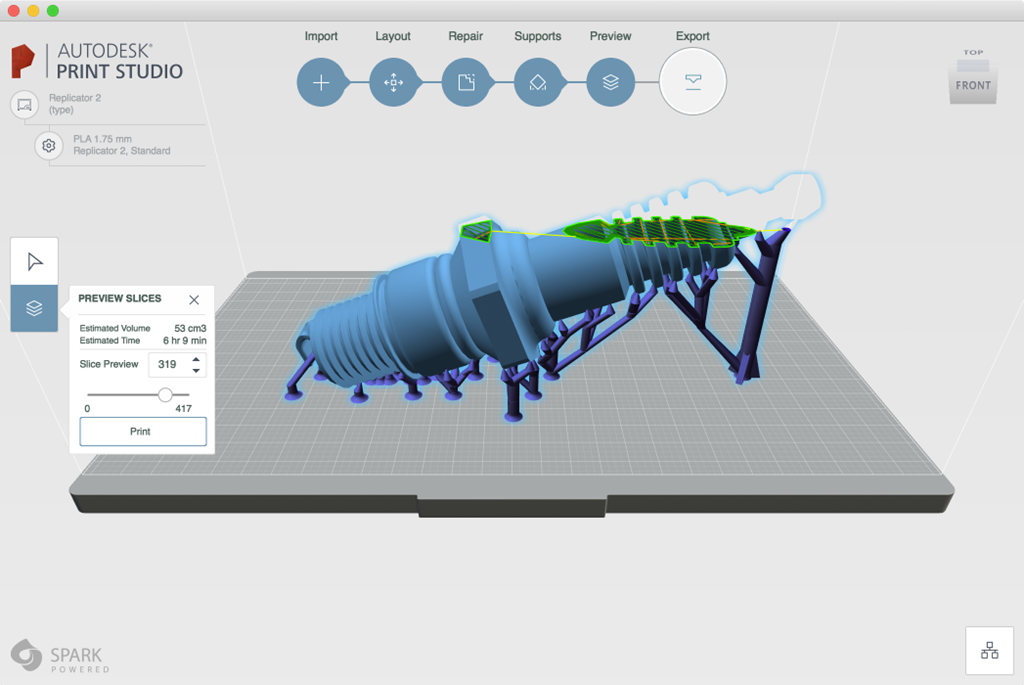 Import Layout Repair Supports Preview Export
AUTODESK®
PRINT STUDIO
Replicator 2
(type)
PLA 1.75 mm
Replicator 2, Standard
TOP
FRONT
PREVIEW SLICES
Estimated Volume 53 cm3
Estimated Time 6 hr 9 min
Slice Preview 319
0 417
Print
SPARK
POWERED